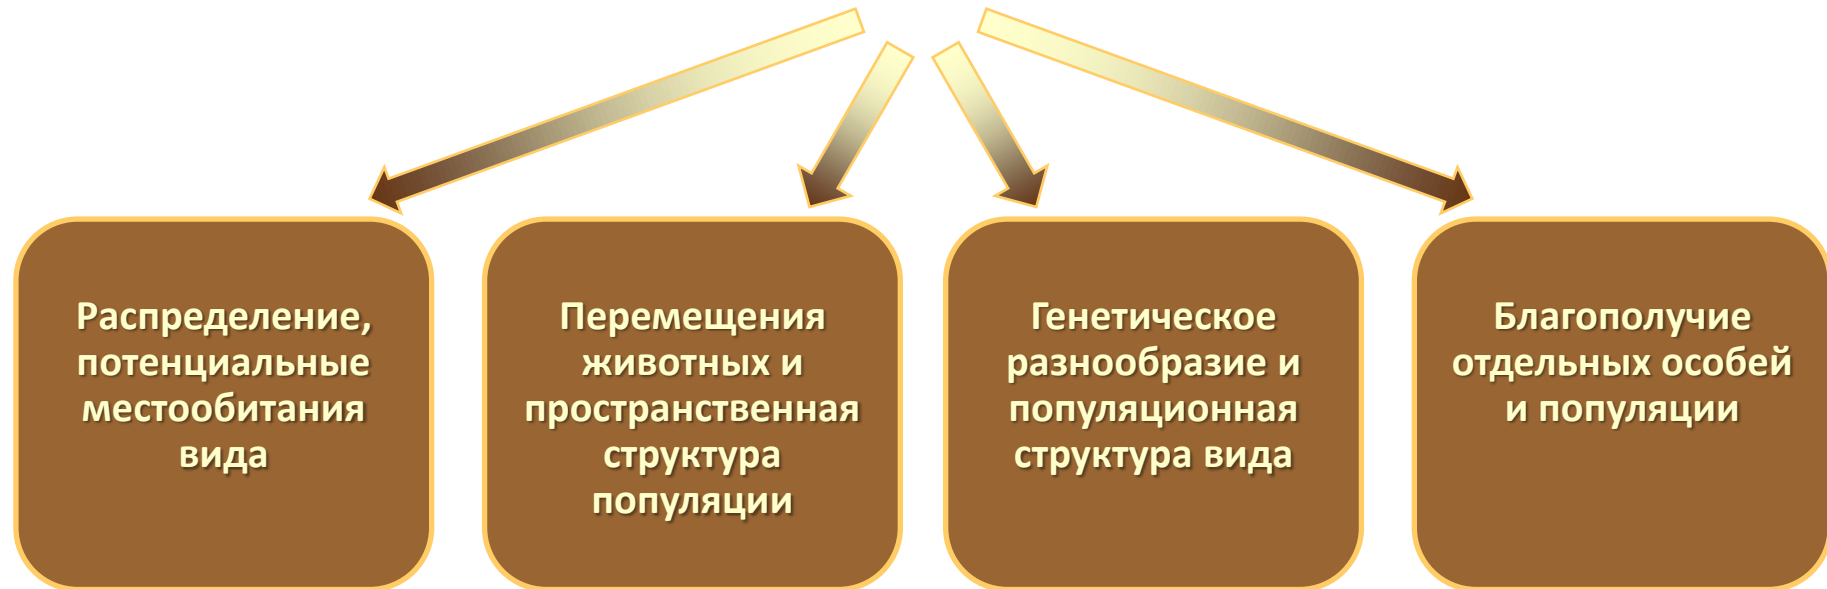 Распределение,
потенциальные
местообитания
вида
Перемещения
животных и
пространственная
структура
популяции
Генетическое
разнообразие и
популяционная
структура вида
Благополучие
отдельных особей
и популяции